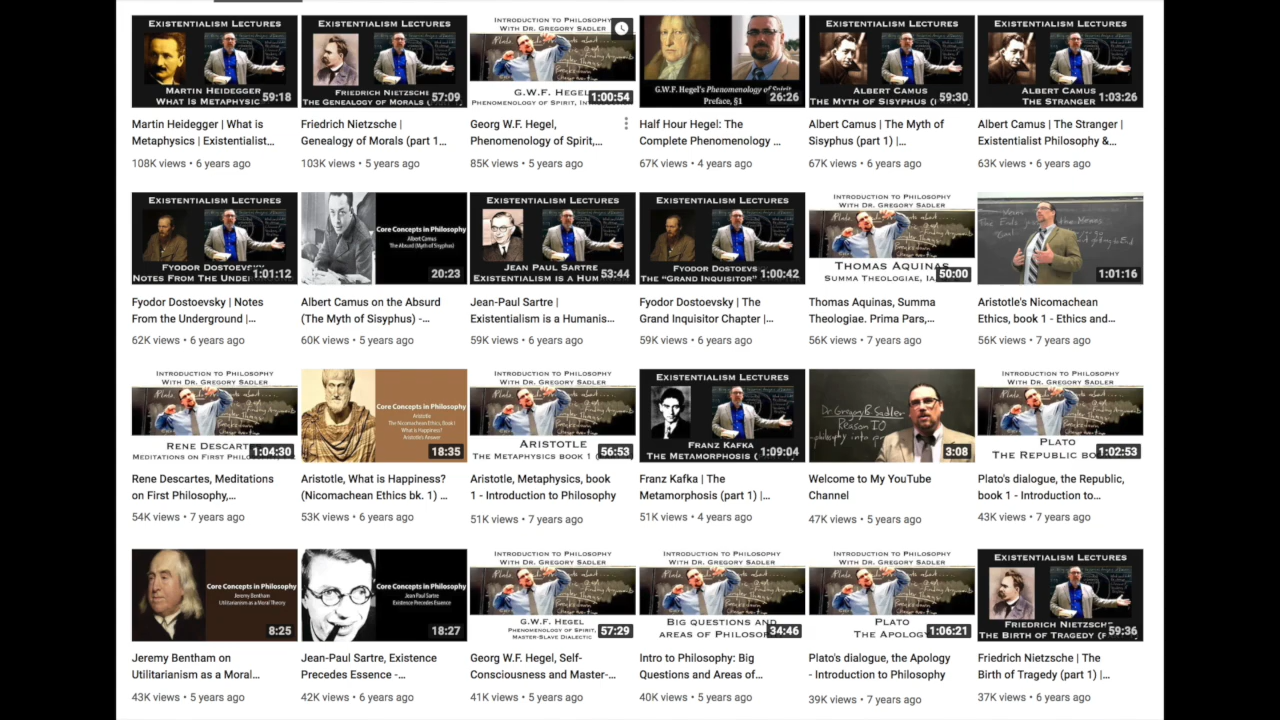 EXISTENTIALISM LECTURES
MARTIN HEIDEGGER
WHAT IS METAPHYSIC
59:18
Martin Heidegger | What is
Metaphysics | Existentialist...
108K views • 6 years ago
EXISTENTIALISM LECTURES
FRIEDRICH NIETZSCHE
THE GENEALOGY OF MORALS (
57:09
Friedrich Nietzsche |
Genealogy of Morals (part 1...
103K views • 5 years ago
INTRODUCTION TO PHILOSOPHY
WITH DR. GREGORY SADLER
G.W.F. HEGEL
PHENOMENOLOGY OF SPIRIT,
1:00:54
Georg W.F. Hegel,
Phenomenology of Spirit,...
85K views • 5 years ago
G.W.F. Hegel's Phenomenology of Spirit
Preface, §1
26:26
Half Hour Hegel: The
Complete Phenomenology ...
67K views • 4 years ago
EXISTENTIALISM LECTURES
ALBERT CAMUS
THE MYTH OF SISYPHUS (
59:30
Albert Camus | The Myth of
Sisyphus (part 1) |...
67K views • 6 years ago
EXISTENTIALISM LECTURES
ALBERT CAMUS
THE STRANGER
1:03:26
Albert Camus | The Stranger |
Existentialist Philosophy &...
63K views • 6 years ago
EXISTENTIALISM LECTURES
FYODOR DOSTOEVSKY
NOTES FROM THE UNDE
1:01:12
Fyodor Dostoevsky | Notes
From the Underground |...
62K views • 6 years ago
Core Concepts in Philosophy
Albert Camus
The Absurd (Myth of Sisyphus)
20:23
Albert Camus on the Absurd
(The Myth of Sisyphus) -...
60K views • 5 years ago
EXISTENTIALISM LECTURES
JEAN PAUL SARTRE
EXISTENTIALISM IS A HUM
53:44
Jean-Paul Sartre |
Existentialism is a Humanis...
59K views • 6 years ago
EXISTENTIALISM LECTURES
FYODOR DOSTOEVS
THE "GRAND INQUISITOR"
1:00:42
Fyodor Dostoevsky | The
Grand Inquisitor Chapter |...
59K views • 6 years ago
INTRODUCTION TO PHILOSOPHY
WITH DR. GREGORY SADLER
THOMAS AQUINAS
SUMMA THEOLOGIAE, IA
50:00
Thomas Aquinas, Summa
Theologiae. Prima Pars,...
56K views • 7 years ago
1:01:16
Aristotle's Nicomachean
Ethics, book 1 - Ethics and...
56K views • 7 years ago
INTRODUCTION TO PHILOSOPHY
WITH DR. GREGORY SADLER
RENE DESCART
MEDITATIONS ON FIRST PHILO
1:04:30
Rene Descartes, Meditations
on First Philosophy,...
54K views • 7 years ago
Core Concepts in Philosophy
Aristotle
The Nicomachean Ethics, Book I
What is Happiness?
Aristotle's Answer
18:35
Aristotle, What is Happiness?
(Nicomachean Ethics bk. 1) ...
53K views • 6 years ago
INTRODUCTION TO PHILOSOPHY
WITH DR. GREGORY SADLER
ARISTOTLE
THE METAPHYSICS BOOK 1 (
56:53
Aristotle, Metaphysics, book
1 - Introduction to Philosophy
51K views • 7 years ago
EXISTENTIALISM LECTURES
FRANZ KAFKA
THE METAMORPHOSIS (
1:09:04
Franz Kafka | The
Metamorphosis (part 1) |...
51K views • 4 years ago
Dr Gregory B Sadler
Reason IO
philosophy into pr
3:08
Welcome to My YouTube
Channel
47K views • 5 years ago
INTRODUCTION TO PHILOSOPHY
WITH DR. GREGORY SADLER
PLATO
THE REPUBLIC BO
1:02:53
Plato's dialogue, the Republic,
book 1 - Introduction to...
43K views • 7 years ago
Core Concepts in Philosophy
Jeremy Bentham
Utilitarianism as a Moral Theory
8:25
Jeremy Bentham on
Utilitarianism as a Moral...
43K views • 5 years ago
Core Concepts in Philosophy
Jean Paul Sartre
Existence Precedes Essence
18:27
Jean-Paul Sartre, Existence
Precedes Essence -...
42K views • 6 years ago
INTRODUCTION TO PHILOSOPHY
WITH DR. GREGORY SADLER
G.W.F. HEGEL
PHENOMENOLOGY OF SPIRIT,
MASTER-SLAVE DIALECTIC
57:29
Georg W.F. Hegel, Self-
Consciousness and Master-...
41K views • 5 years ago
INTRODUCTION TO PHILOSOPHY
WITH DR. GREGORY SADLER
BIG QUESTIONS AND
AREAS OF PHILOSO
34:46
Intro to Philosophy: Big
Questions and Areas of...
40K views • 5 years ago
INTRODUCTION TO PHILOSOPHY
WITH DR. GREGORY SADLER
PLATO
THE APOLOG
1:06:21
Plato's dialogue, the Apology
- Introduction to Philosophy
39K views • 7 years ago
EXISTENTIALISM LECTURES
FRIEDRICH NIETZSCHE
THE BIRTH OF TRAGEDY (
59:36
Friedrich Nietzsche | The
Birth of Tragedy (part 1) |...
37K views • 6 years ago